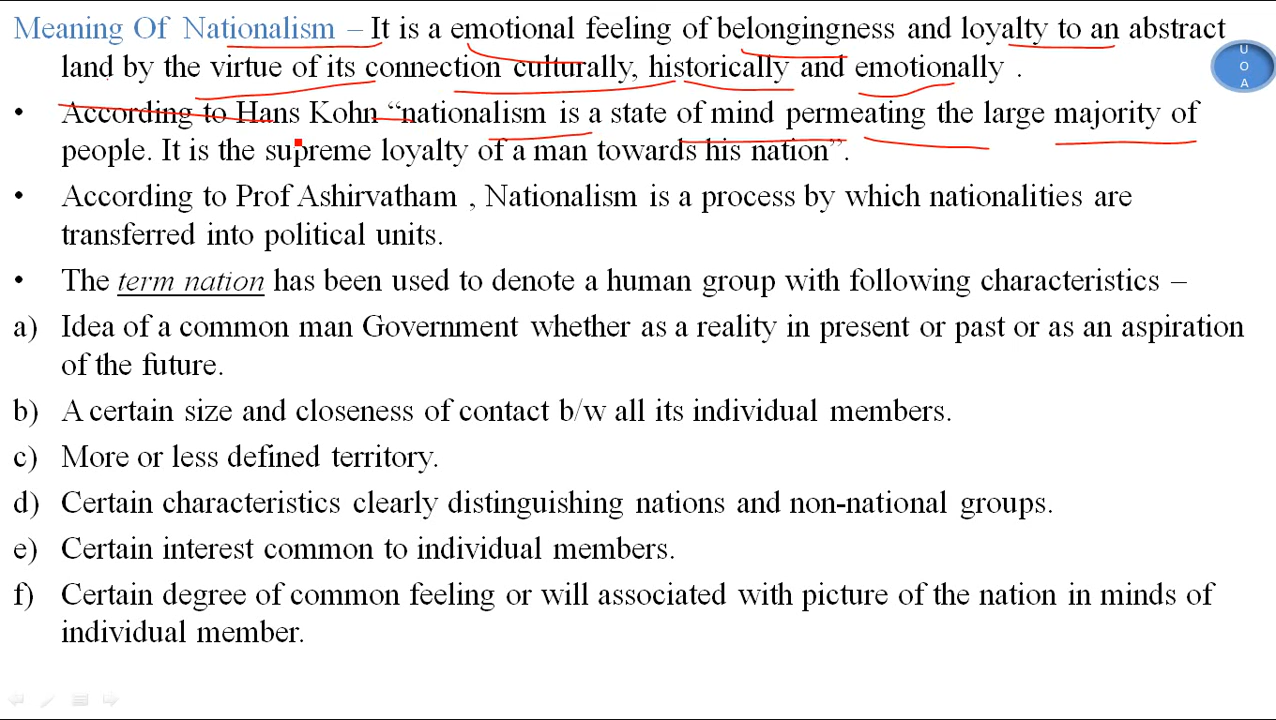 Meaning Of Nationalism – It is a emotional feeling of belongingness and loyalty to an abstract
land by the virtue of its connection culturally, historically and emotionally .
U
O
A
• According to Hans Kohn “nationalism is a state of mind permeating the large majority of
people. It is the supreme loyalty of a man towards his nation”.
• According to Prof Ashirvatham , Nationalism is a process by which nationalities are
transferred into political units.
• The term nation has been used to denote a human group with following characteristics –
a) Idea of a common man Government whether as a reality in present or past or as an aspiration
of the future.
b) A certain size and closeness of contact b/w all its individual members.
c) More or less defined territory.
d) Certain characteristics clearly distinguishing nations and non-national groups.
e) Certain interest common to individual members.
f) Certain degree of common feeling or will associated with picture of the nation in minds of
individual member.